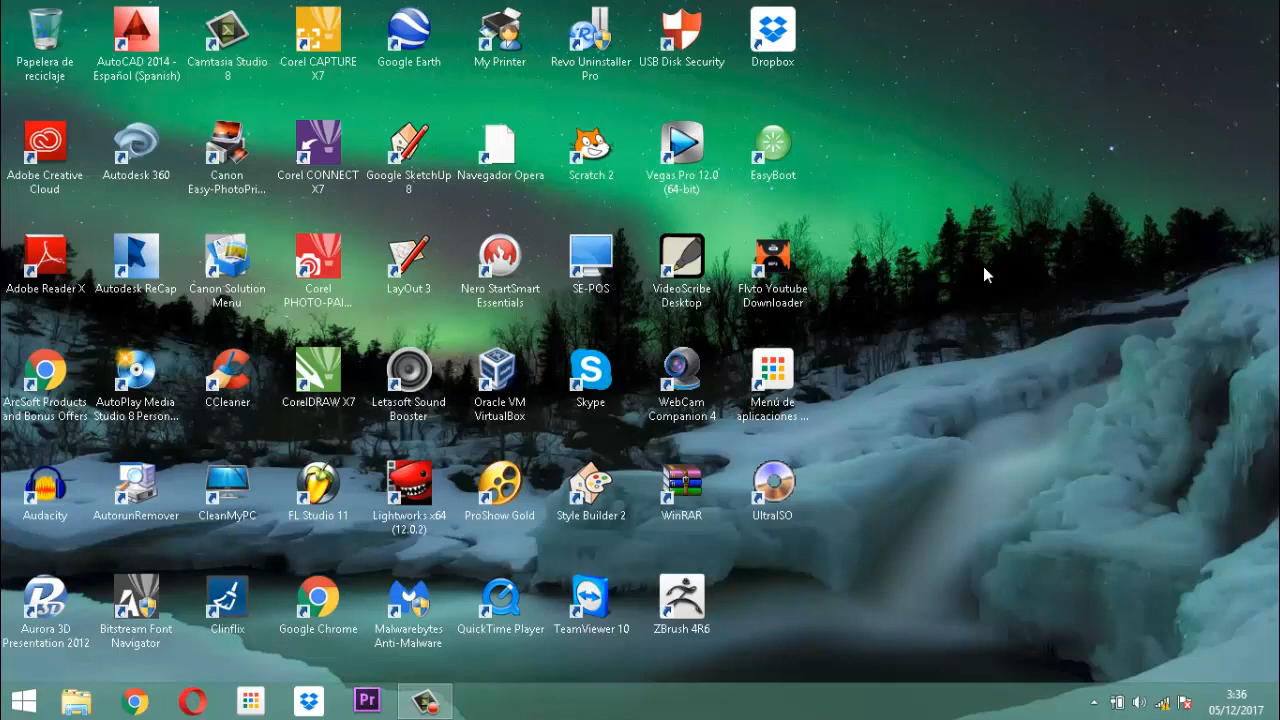 Papelera de
reciclaje
AutoCAD 2014 -
Español (Spanish)
Camtasia Studio
8
Corel CAPTURE
X7
Google Earth
My Printer
Revo Uninstaller
Pro
USB Disk Security
Dropbox
Adobe Creative
Cloud
Autodesk 360
Canon
Easy-PhotoPri...
Corel CONNECT
X7
Google SketchUp
8
Navegador Opera
Scratch 2
Vegas Pro 12.0
(64-bit)
EasyBoot
Adobe Reader X
Autodesk ReCap
Canon Solution
Menu
Corel
PHOTO-PAI...
LayOut 3
Nero StartSmart
Essentials
SE-POS
VideoScribe
Desktop
Flvto Youtube
Downloader
ArcSoft Products
and Bonus Offers
AutoPlay Media
Studio 8 Person...
CCleaner
CorelDRAW X7
Letasoft Sound
Booster
Oracle VM
VirtualBox
Skype
WebCam
Companion 4
Menú de
aplicaciones ...
Audacity
AutorunRemover
CleanMyPC
FL Studio 11
Lightworks x64
(12.0.2)
ProShow Gold
Style Builder 2
WinRAR
UltraISO
Aurora 3D
Presentation 2012
Bitstream Font
Navigator
Clinflix
Google Chrome
Malwarebytes
Anti-Malware
QuickTime Player
TeamViewer 10
ZBrush 4R6
Pr
3:36
05/12/2017